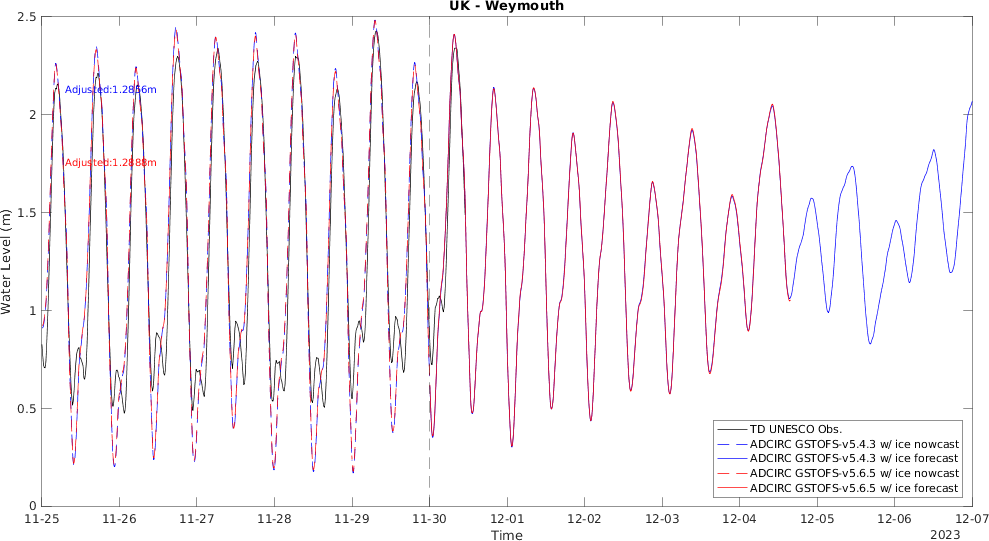 UK - Weymouth
2.5
2
1.5
1
0.5
0
Water Level (m)
Adjusted:1.2856m
Adjusted:1.2888m
TD UNESCO Obs.
ADCIRC GSTOFS-v5.4.3 w/ ice nowcast
ADCIRC GSTOFS-v5.4.3 w/ ice forecast
ADCIRC GSTOFS-v5.6.5 w/ ice nowcast
ADCIRC GSTOFS-v5.6.5 w/ ice forecast
11-25 11-26 11-27 11-28 11-29 11-30 12-01 12-02 12-03 12-04 12-05 12-06 12-07
Time
2023